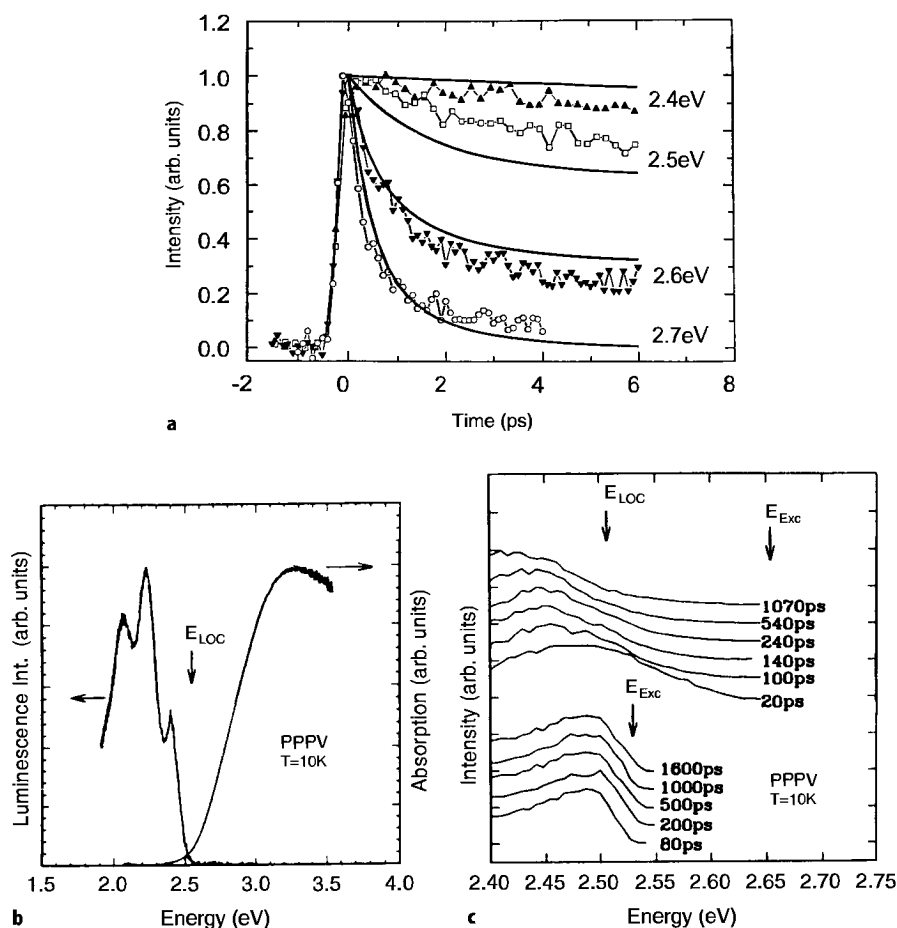 1.2
1.0
0.8
0.6
0.4
0.2
0.0
Intensity (arb. units)
2.4eV
2.5eV
2.6eV
2.7eV
-2 0 2 4 6 8
Time (ps)
a
Luminescence Int. (arb. units)
E_LOC
PPPV
T=10K
Absorption (arb. units)
1.5 2.0 2.5 3.0 3.5 4.0
Energy (eV)
b
Intensity (arb. units)
E_LOC
E_Exc
1070ps
540ps
240ps
140ps
100ps
20ps
E_Exc
1600ps
1000ps
500ps
200ps
80ps
PPPV
T=10K
2.40 2.45 2.50 2.55 2.60 2.65 2.70 2.75
Energy (eV)
c